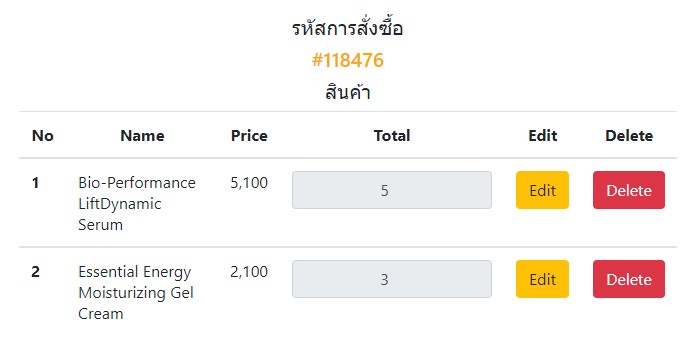 รหัสการสั่งซื้อ
#118476
สินค้า
No Name Price Total Edit Delete
1 Bio-Performance 5,100 5 Edit Delete
LiftDynamic
Serum
2 Essential Energy 2,100 3 Edit Delete
Moisturizing Gel
Cream